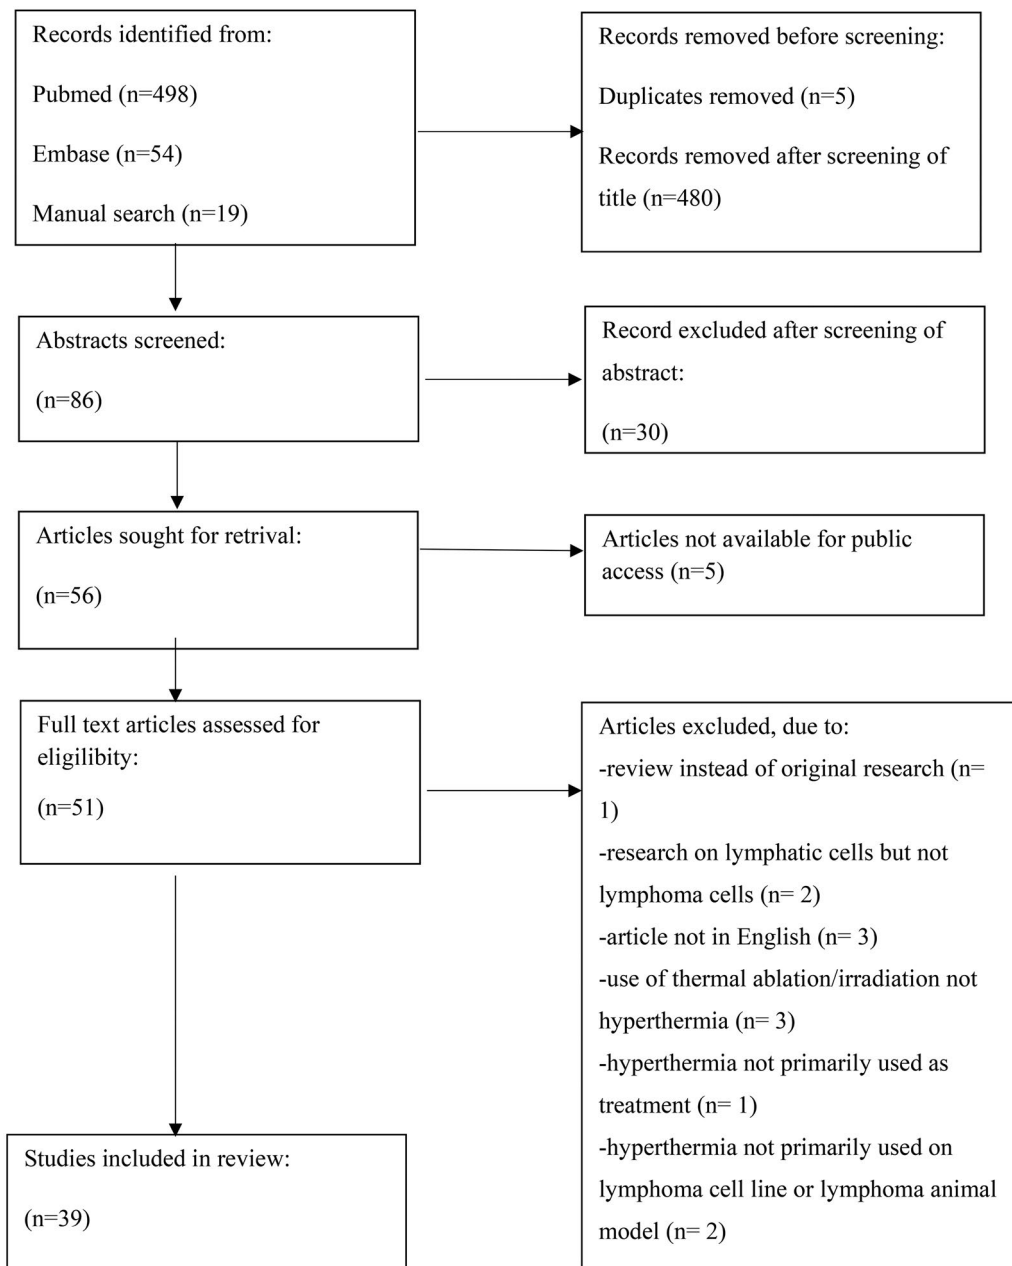 Records identified from:
Pubmed (n=498)
Embase (n=54)
Manual search (n=19)
Records removed before screening:
Duplicates removed (n=5)
Records removed after screening of
title (n=480)
Abstracts screened:
(n=86)
Record excluded after screening of
abstract:
(n=30)
Articles sought for retrival:
(n=56)
Articles not available for public
access (n=5)
Full text articles assessed for
eligilibity:
(n=51)
Articles excluded, due to:
-review instead of original research (n=
1)
-research on lymphatic cells but not
lymphoma cells (n= 2)
-article not in English (n= 3)
-use of thermal ablation/irradiation not
hyperthermia (n= 3)
-hyperthermia not primarily used as
treatment (n= 1)
-hyperthermia not primarily used on
lymphoma cell line or lymphoma animal
model (n= 2)
Studies included in review:
(n=39)